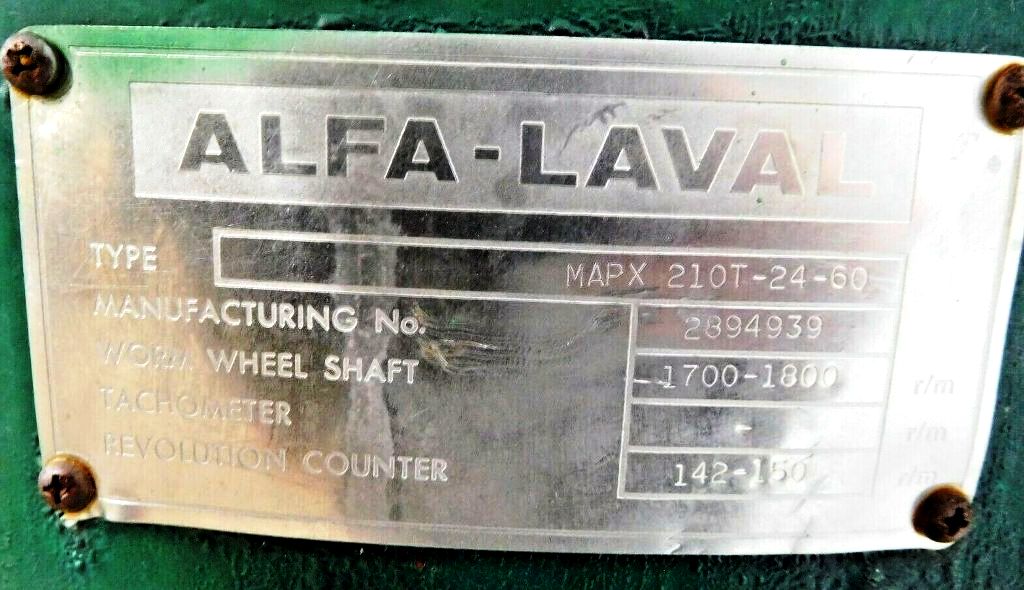 ALFA-LAVAL
TYPE MAPX 210T-24-60
MANUFACTURING No. 2894939
WORM WHEEL SHAFT 1700-1800 r/m
TACHOMETER - r/m
REVOLUTION COUNTER 142-150 r/m